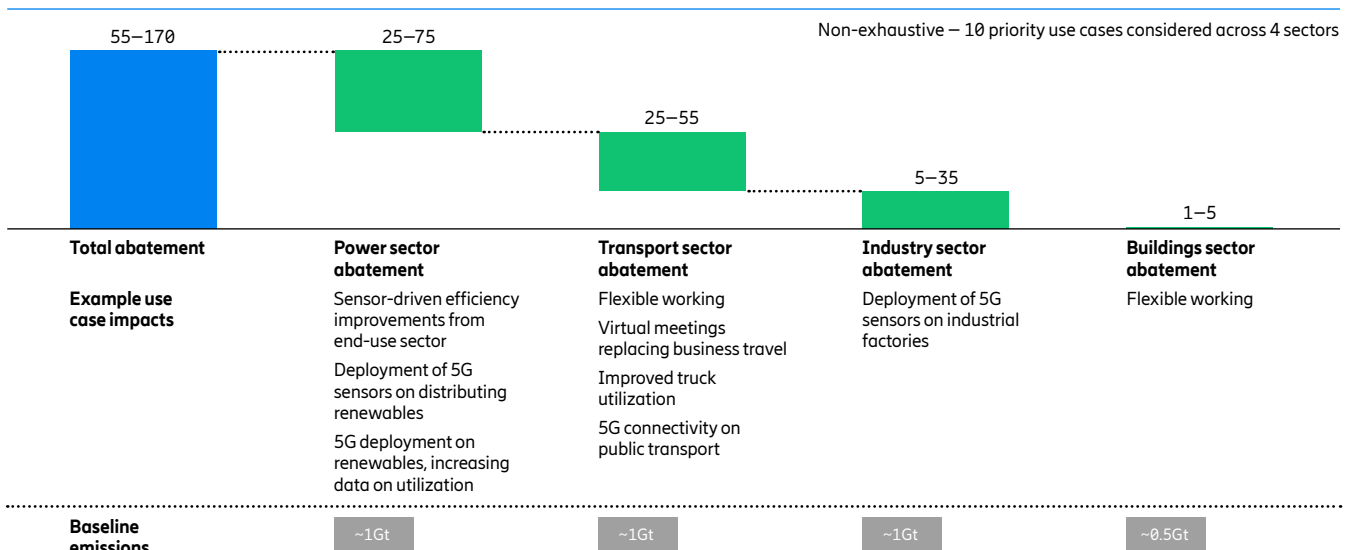 Non-exhaustive – 10 priority use cases considered across 4 sectors
55–170
25–75
25–55
5–35
1–5
Total abatement
Power sector
abatement
Transport sector
abatement
Industry sector
abatement
Buildings sector
abatement
Example use
case impacts
Sensor-driven efficiency
improvements from
end-use sector
Deployment of 5G
sensors on distributing
renewables
5G deployment on
renewables, increasing
data on utilization
Flexible working
Virtual meetings
replacing business travel
Improved truck
utilization
5G connectivity on
public transport
Deployment of 5G
sensors on industrial
factories
Flexible working
Baseline
emissions
~1Gt
~1Gt
~1Gt
~0.5Gt